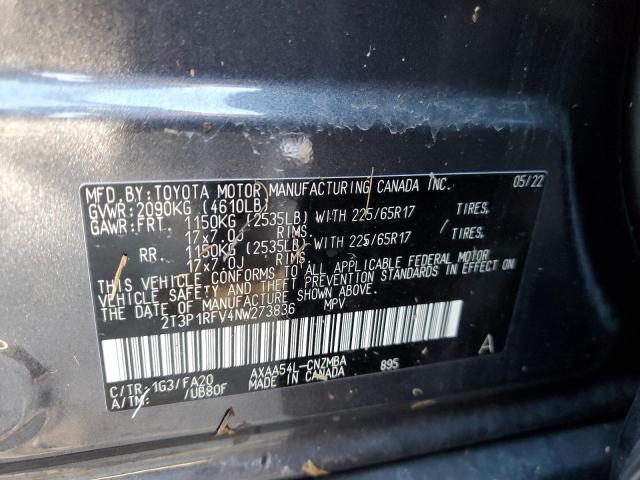 MFD. BY: TOYOTA MOTOR MANUFACTURING CANADA INC. 05/22
GVWR: 2090KG (4610LB)
GAWR: FRT. 1150KG (2535LB) WITH 225/65R17 TIRES.
17x7.0J RIMS
RR. 1150KG (2535LB) WITH 225/65R17 TIRES.
17x7.0J RIMS
THIS VEHICLE CONFORMS TO ALL APPLICABLE FEDERAL MOTOR
VEHICLE SAFETY AND THEFT PREVENTION STANDARDS IN EFFECT ON
THE DATE OF MANUFACTURE SHOWN ABOVE.
2T3P1RFV4NW273836 MPV
C/TR: 1G3/FA20 AXAA54L-CNZMBA 895 A
A/TM: /UB80F MADE IN CANADA